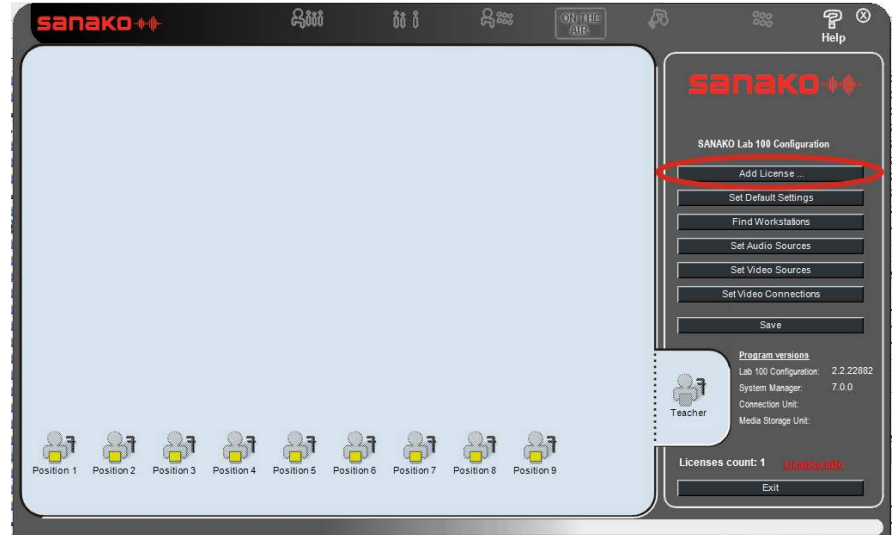 sanako
ON THE
AIR
Help
sanako
SANAKO Lab 100 Configuration
Add License ...
Set Default Settings
Find Workstations
Set Audio Sources
Set Video Sources
Set Video Connections
Save
Program versions
Lab 100 Configuration: 2.2.22882
System Manager: 7.0.0
Connection Unit:
Media Storage Unit:
Teacher
Position 1 Position 2 Position 3 Position 4 Position 5 Position 6 Position 7 Position 8 Position 9
Licenses count: 1 Licence info
Exit